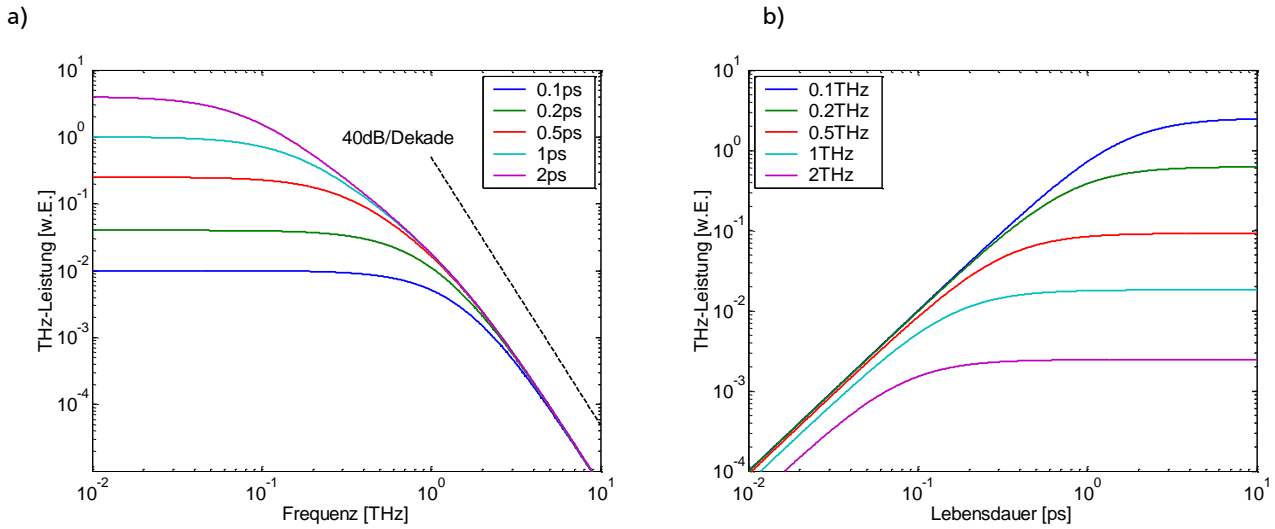 a)
THz-Leistung [w.E.]
10^1
10^0
10^-1
10^-2
10^-3
10^-4
10^-2
10^-1
10^0
10^1
Frequenz [THz]
40dB/Dekade
0.1ps
0.2ps
0.5ps
1ps
2ps
b)
THz-Leistung [w.E.]
10^1
10^0
10^-1
10^-2
10^-3
10^-4
10^-2
10^-1
10^0
10^1
Lebensdauer [ps]
0.1THz
0.2THz
0.5THz
1THz
2THz